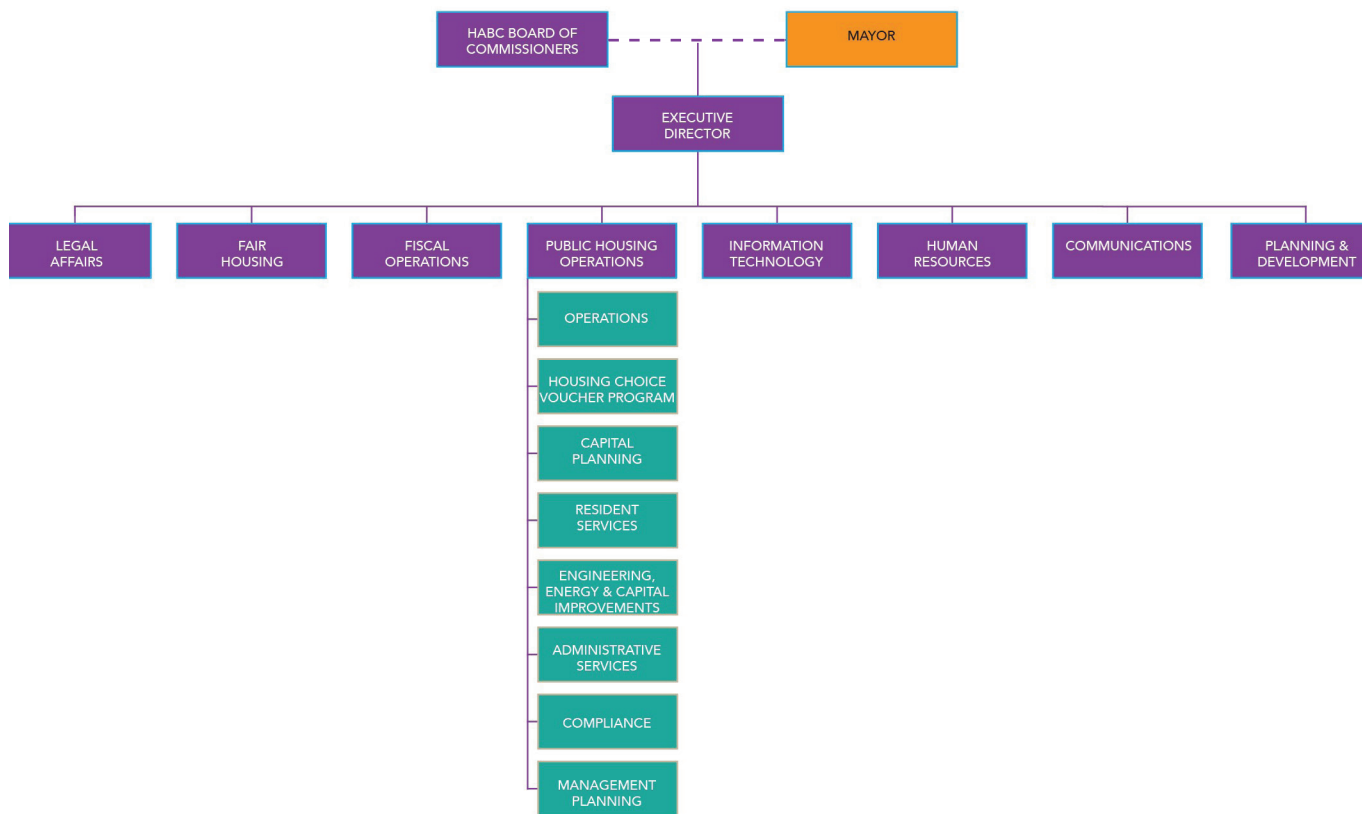 HABC BOARD OF
COMMISSIONERS
MAYOR
EXECUTIVE
DIRECTOR
LEGAL
AFFAIRS
FAIR
HOUSING
FISCAL
OPERATIONS
PUBLIC HOUSING
OPERATIONS
INFORMATION
TECHNOLOGY
HUMAN
RESOURCES
COMMUNICATIONS
PLANNING &
DEVELOPMENT
OPERATIONS
HOUSING CHOICE
VOUCHER PROGRAM
CAPITAL
PLANNING
RESIDENT
SERVICES
ENGINEERING,
ENERGY & CAPITAL
IMPROVEMENTS
ADMINISTRATIVE
SERVICES
COMPLIANCE
MANAGEMENT
PLANNING